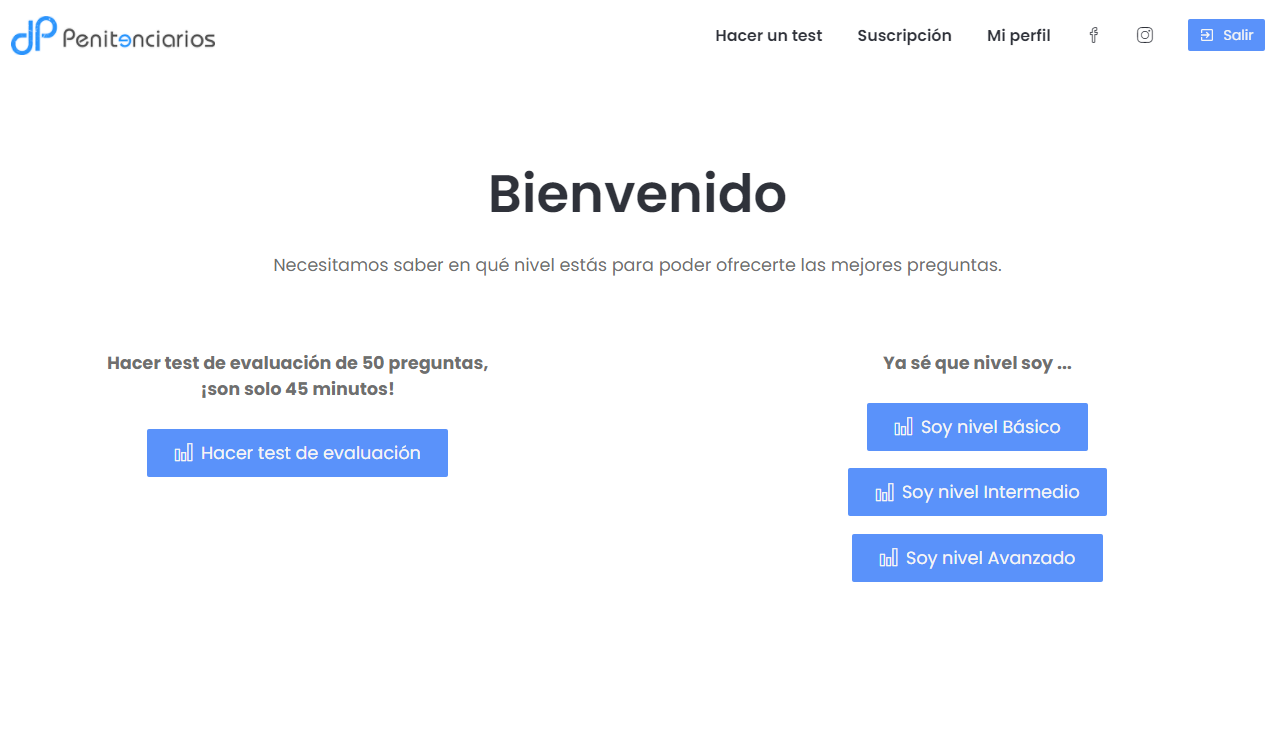 dP Penitenciarios
Hacer un test
Suscripción
Mi perfil
Salir
Bienvenido
Necesitamos saber en qué nivel estás para poder ofrecerte las mejores preguntas.
Hacer test de evaluación de 50 preguntas,
¡son solo 45 minutos!
Hacer test de evaluación
Ya sé que nivel soy ...
Soy nivel Básico
Soy nivel Intermedio
Soy nivel Avanzado